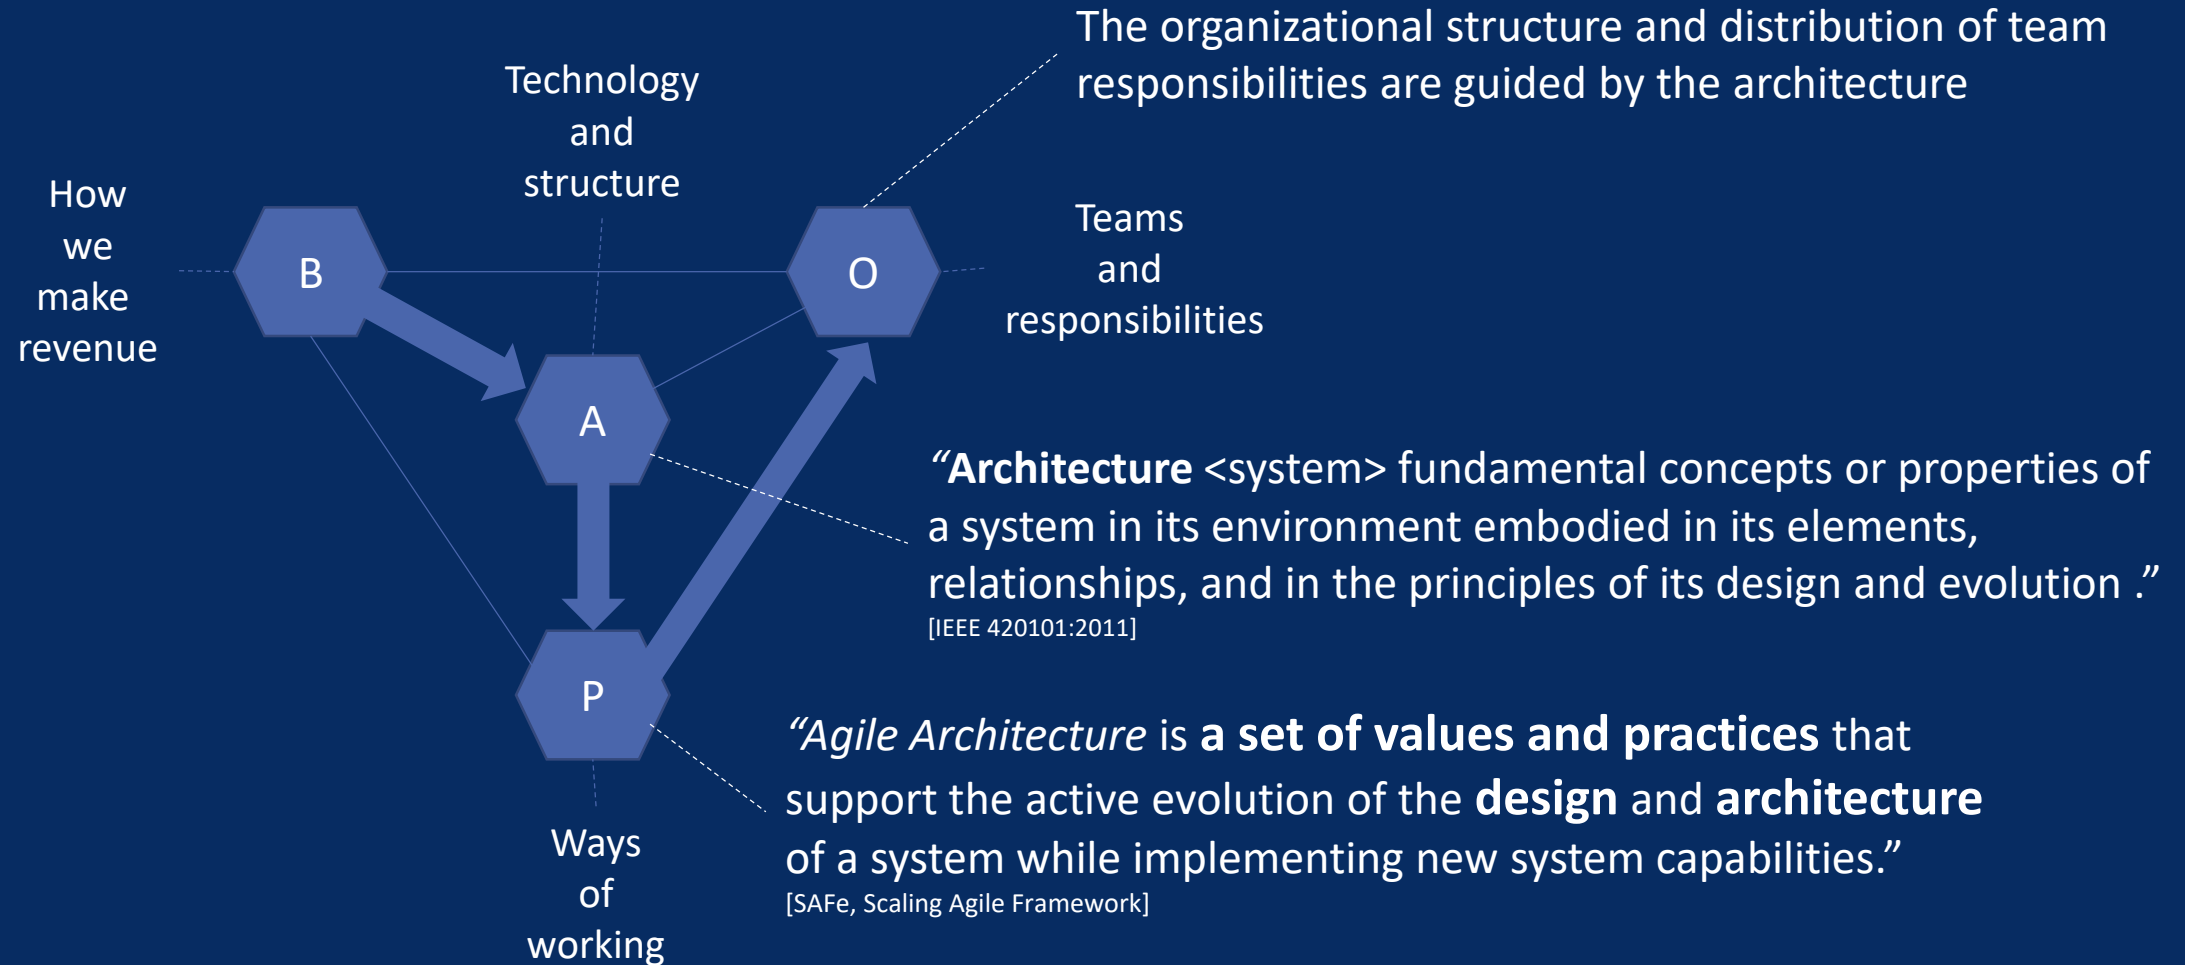 The organizational structure and distribution of team
responsibilities are guided by the architecture
Technology
and
structure
How
we
make
revenue
B
O
Teams
and
responsibilities
A
“Architecture <system> fundamental concepts or properties of
a system in its environment embodied in its elements,
relationships, and in the principles of its design and evolution .”
[IEEE 420101:2011]
P
“Agile Architecture is a set of values and practices that
support the active evolution of the design and architecture
of a system while implementing new system capabilities.”
[SAFe, Scaling Agile Framework]
Ways
of
working